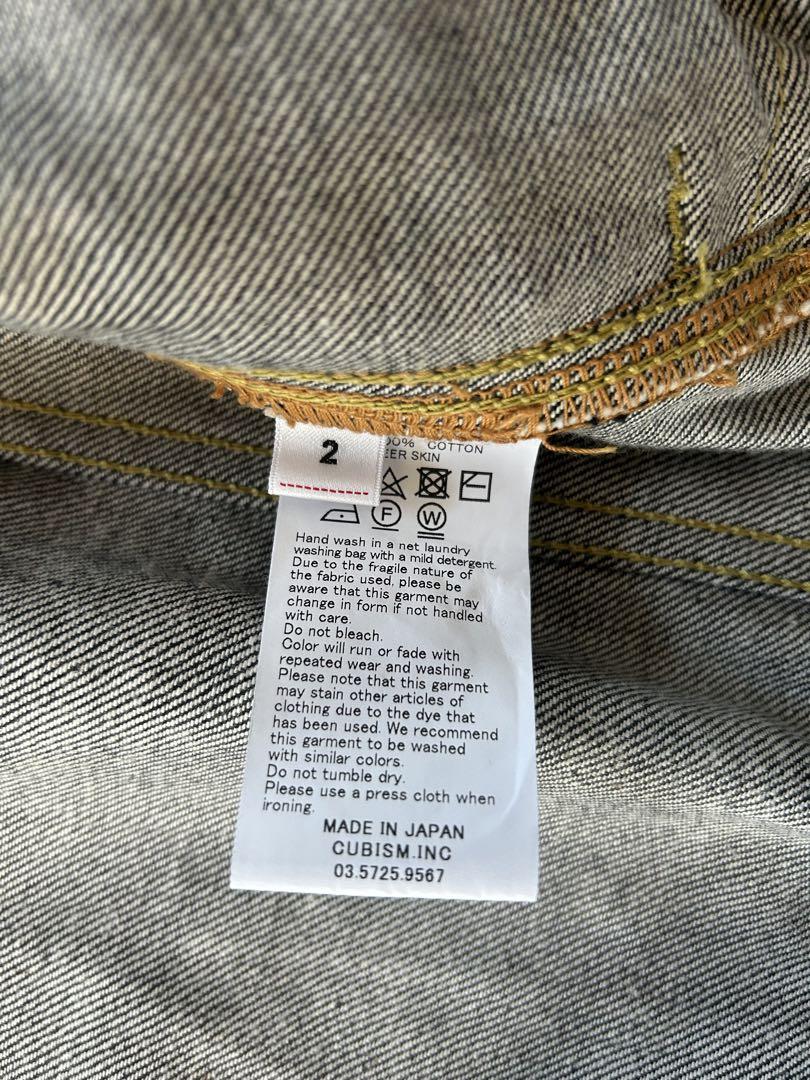 2
COTTON
SKIN
F
W
Hand wash in a net laundry
washing bag with a mild detergent.
Due to the fragile nature of
the fabric used, please be
aware that this garment may
change in form if not handled
with care.
Do not bleach.
Color will run or fade with
repeated wear and washing.
Please note that this garment
may stain other articles of
clothing due to the dye that
has been used. We recommend
this garment to be washed
with similar colors.
Do not tumble dry.
Please use a press cloth when
ironing.
MADE IN JAPAN
CUBISM.INC
03.5725.9567